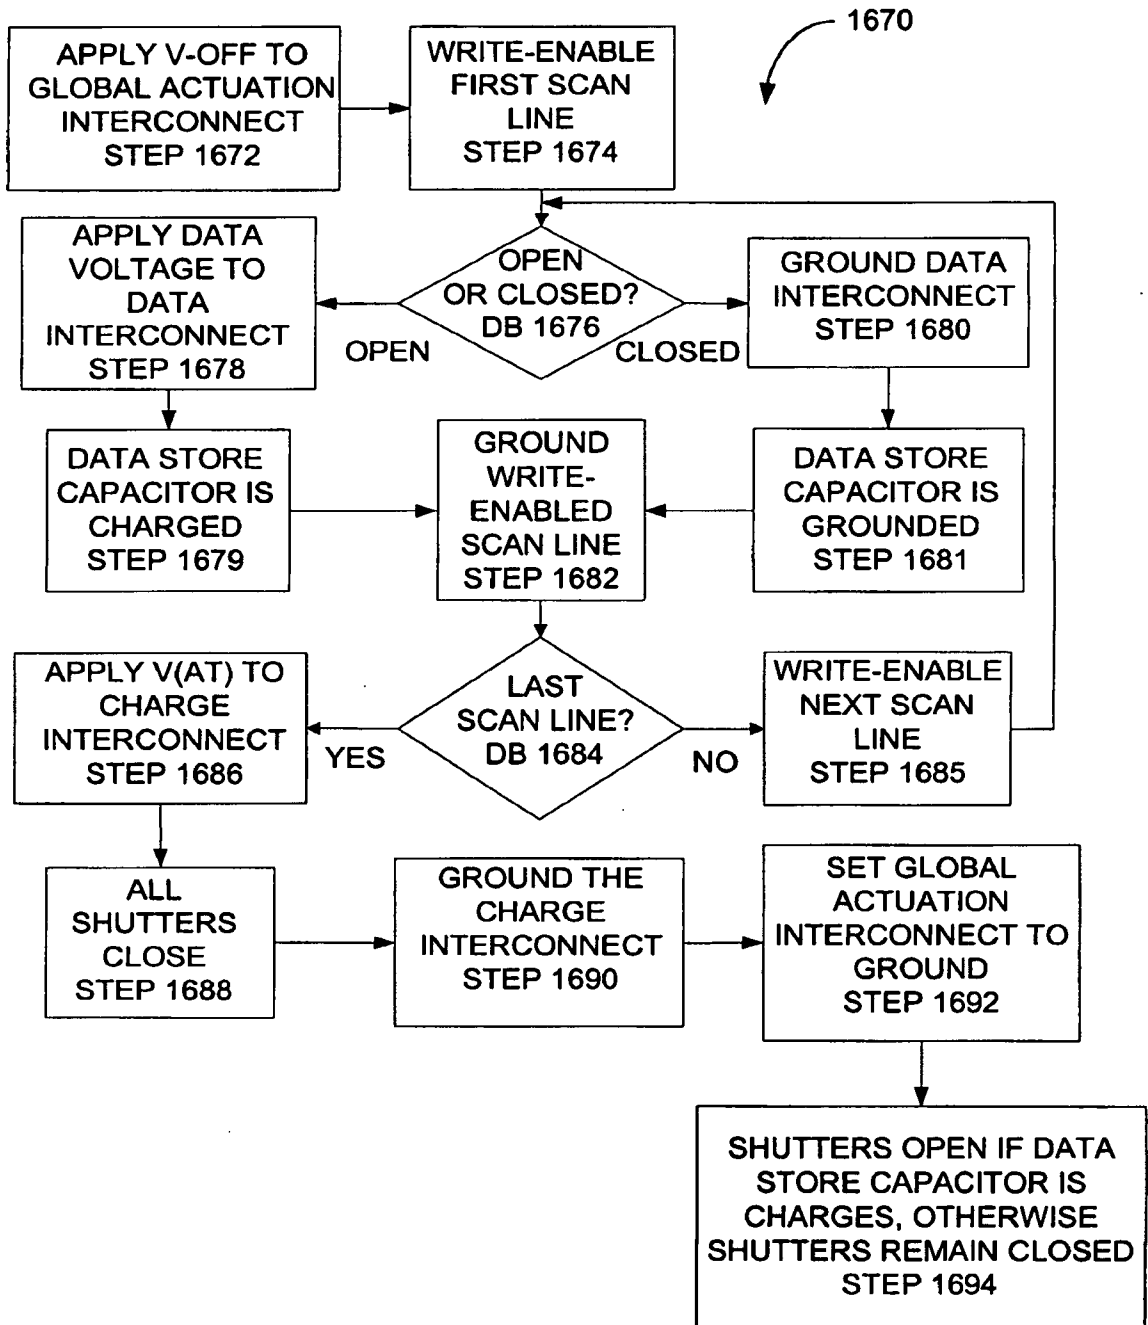 1670
APPLY V-OFF TO
GLOBAL ACTUATION
INTERCONNECT
STEP 1672
WRITE-ENABLE
FIRST SCAN
LINE
STEP 1674
APPLY DATA
VOLTAGE TO
DATA
INTERCONNECT
STEP 1678
OPEN
OR CLOSED?
DB 1676
OPEN
CLOSED
GROUND DATA
INTERCONNECT
STEP 1680
DATA STORE
CAPACITOR IS
CHARGED
STEP 1679
GROUND
WRITE-
ENABLED
SCAN LINE
STEP 1682
DATA STORE
CAPACITOR IS
GROUNDED
STEP 1681
APPLY V(AT) TO
CHARGE
INTERCONNECT
STEP 1686
LAST
SCAN LINE?
DB 1684
YES
NO
WRITE-ENABLE
NEXT SCAN
LINE
STEP 1685
ALL
SHUTTERS
CLOSE
STEP 1688
GROUND THE
CHARGE
INTERCONNECT
STEP 1690
SET GLOBAL
ACTUATION
INTERCONNECT TO
GROUND
STEP 1692
SHUTTERS OPEN IF DATA
STORE CAPACITOR IS
CHARGES, OTHERWISE
SHUTTERS REMAIN CLOSED
STEP 1694